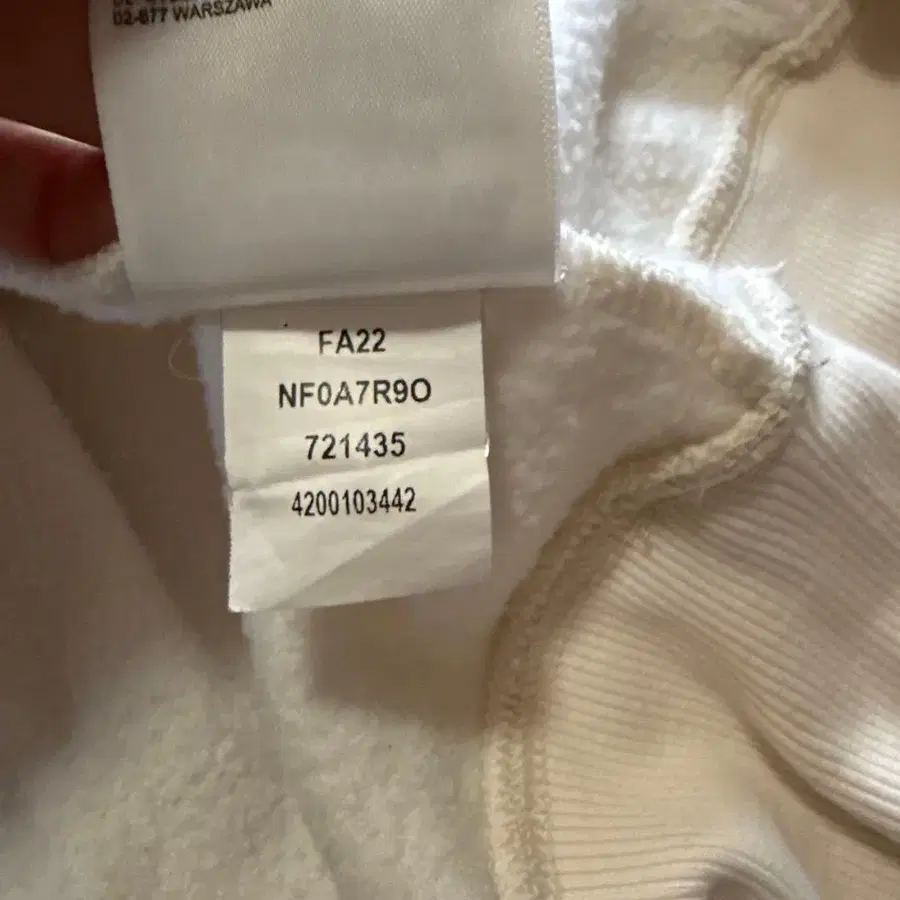 02-677 WARSZAWA
FA22
NF0A7R9O
721435
4200103442